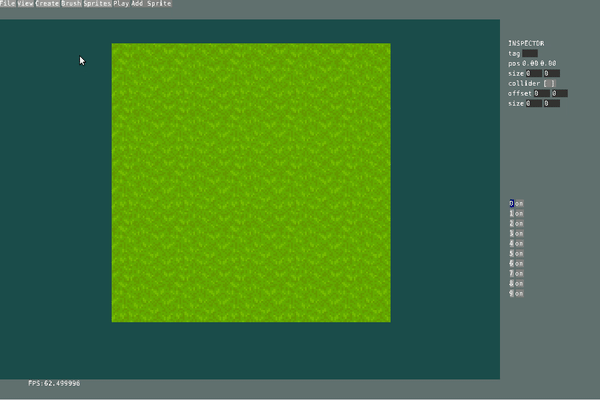 File View Create Brush Sprites Play Add Sprite
INSPECTOR
tag
pos 0.00 0.00
size 0 0
collider [ ]
offset 0 0
size 0 0
0 on
1 on
2 on
3 on
4 on
5 on
6 on
7 on
8 on
9 on
FPS:62.499996